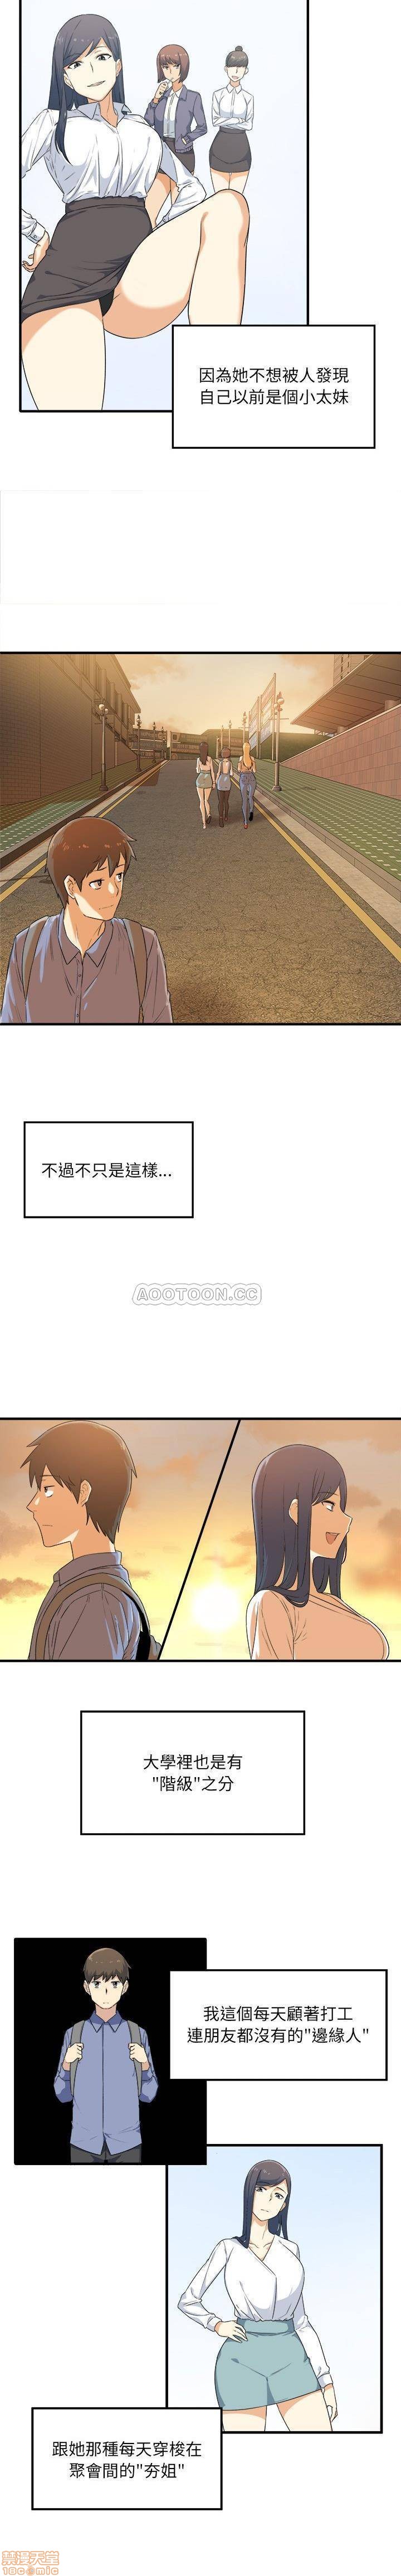 因為她不想被人發現
自己以前是個小太妹
不過不只是這樣...
AOOTOON.CC
大學裡也是有
"階級"之分
我這個每天顧著打工
連朋友都沒有的"邊緣人"
跟她那種每天穿梭在
聚會間的"夯姐"